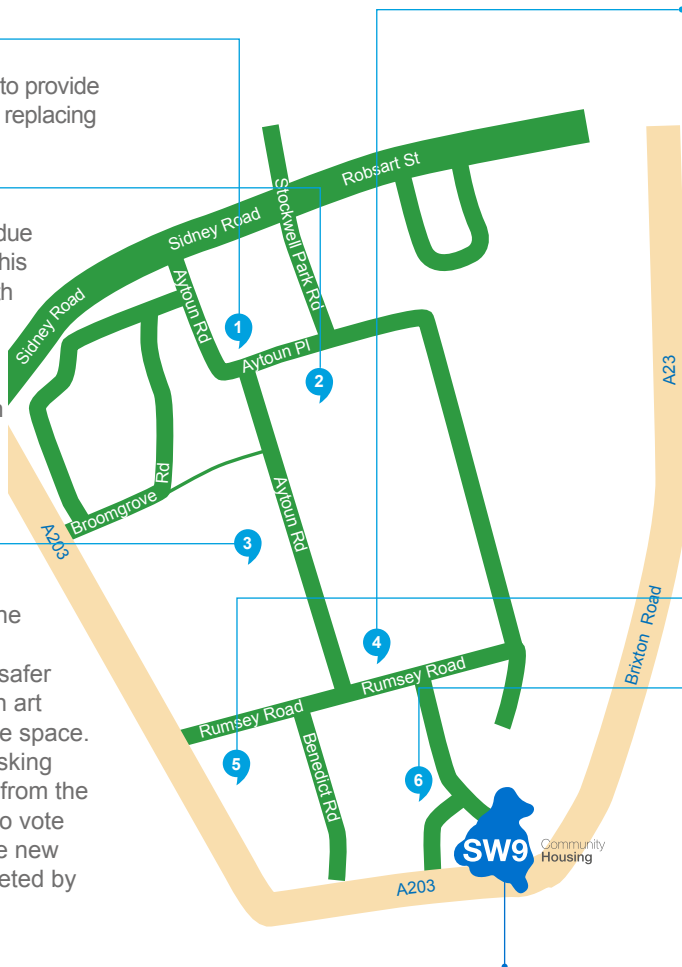 to provide
replacing
due
his
th
n
ne
safer
n art
e space.
sking
from the
o vote
e new
eted by
Robsart St
Sidney Road
Stockwell Park Rd
Sidney Road
Aytoun Rd
1
Aytoun Pl
2
A23
Broomgrove Rd
Aytoun Rd
A203
3
4
Brixton Road
Rumsey Road
Rumsey Road
Benedict Rd
5
6
SW9 Community
Housing
A203